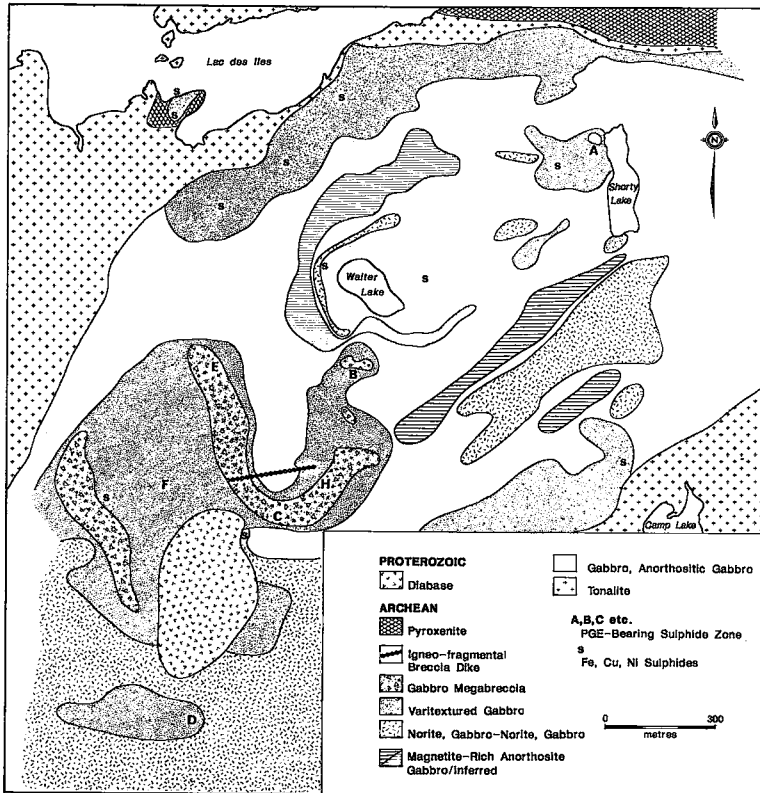 Lac des Iles
s
s
s
s
s
N
A
s
Shorty
Lake
s
Walter
Lake
s
E
B
F
s
H
C
s
s
Camp Lake
D
PROTEROZOIC
Diabase
ARCHEAN
Pyroxenite
Igneo-fragmental
Breccia Dike
Gabbro Megabreccia
Varitextured Gabbro
Norite, Gabbro-Norite, Gabbro
Magnetite-Rich Anorthosite
Gabbro/inferred
Gabbro, Anorthositic Gabbro
Tonalite
A,B,C etc.
PGE-Bearing Sulphide Zone
s
Fe, Cu, Ni Sulphides
0 300
metres